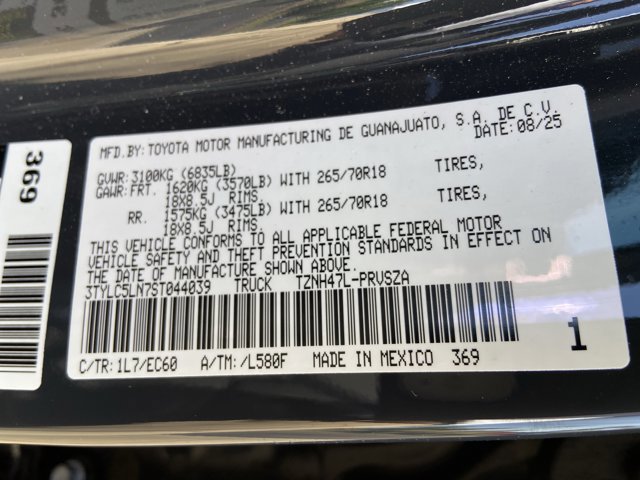 369
MFD.BY: TOYOTA MOTOR MANUFACTURING DE GUANAJUATO, S.A. DE C.V.
DATE: 08/25
GVWR: 3100KG (6835LB)
GAWR: FRT. 1620KG (3570LB) WITH 265/70R18 TIRES,
18X8.5J RIMS
RR. 1575KG (3475LB) WITH 265/70R18 TIRES,
18X8.5J RIMS.
THIS VEHICLE CONFORMS TO ALL APPLICABLE FEDERAL MOTOR
VEHICLE SAFETY AND THEFT PREVENTION STANDARDS IN EFFECT ON
THE DATE OF MANUFACTURE SHOWN ABOVE.
3TYLC5LN7ST044039 TRUCK TZNH47L-PRVSZA
C/TR: 1L7/EC60 A/TM: /L580F MADE IN MEXICO 369
1